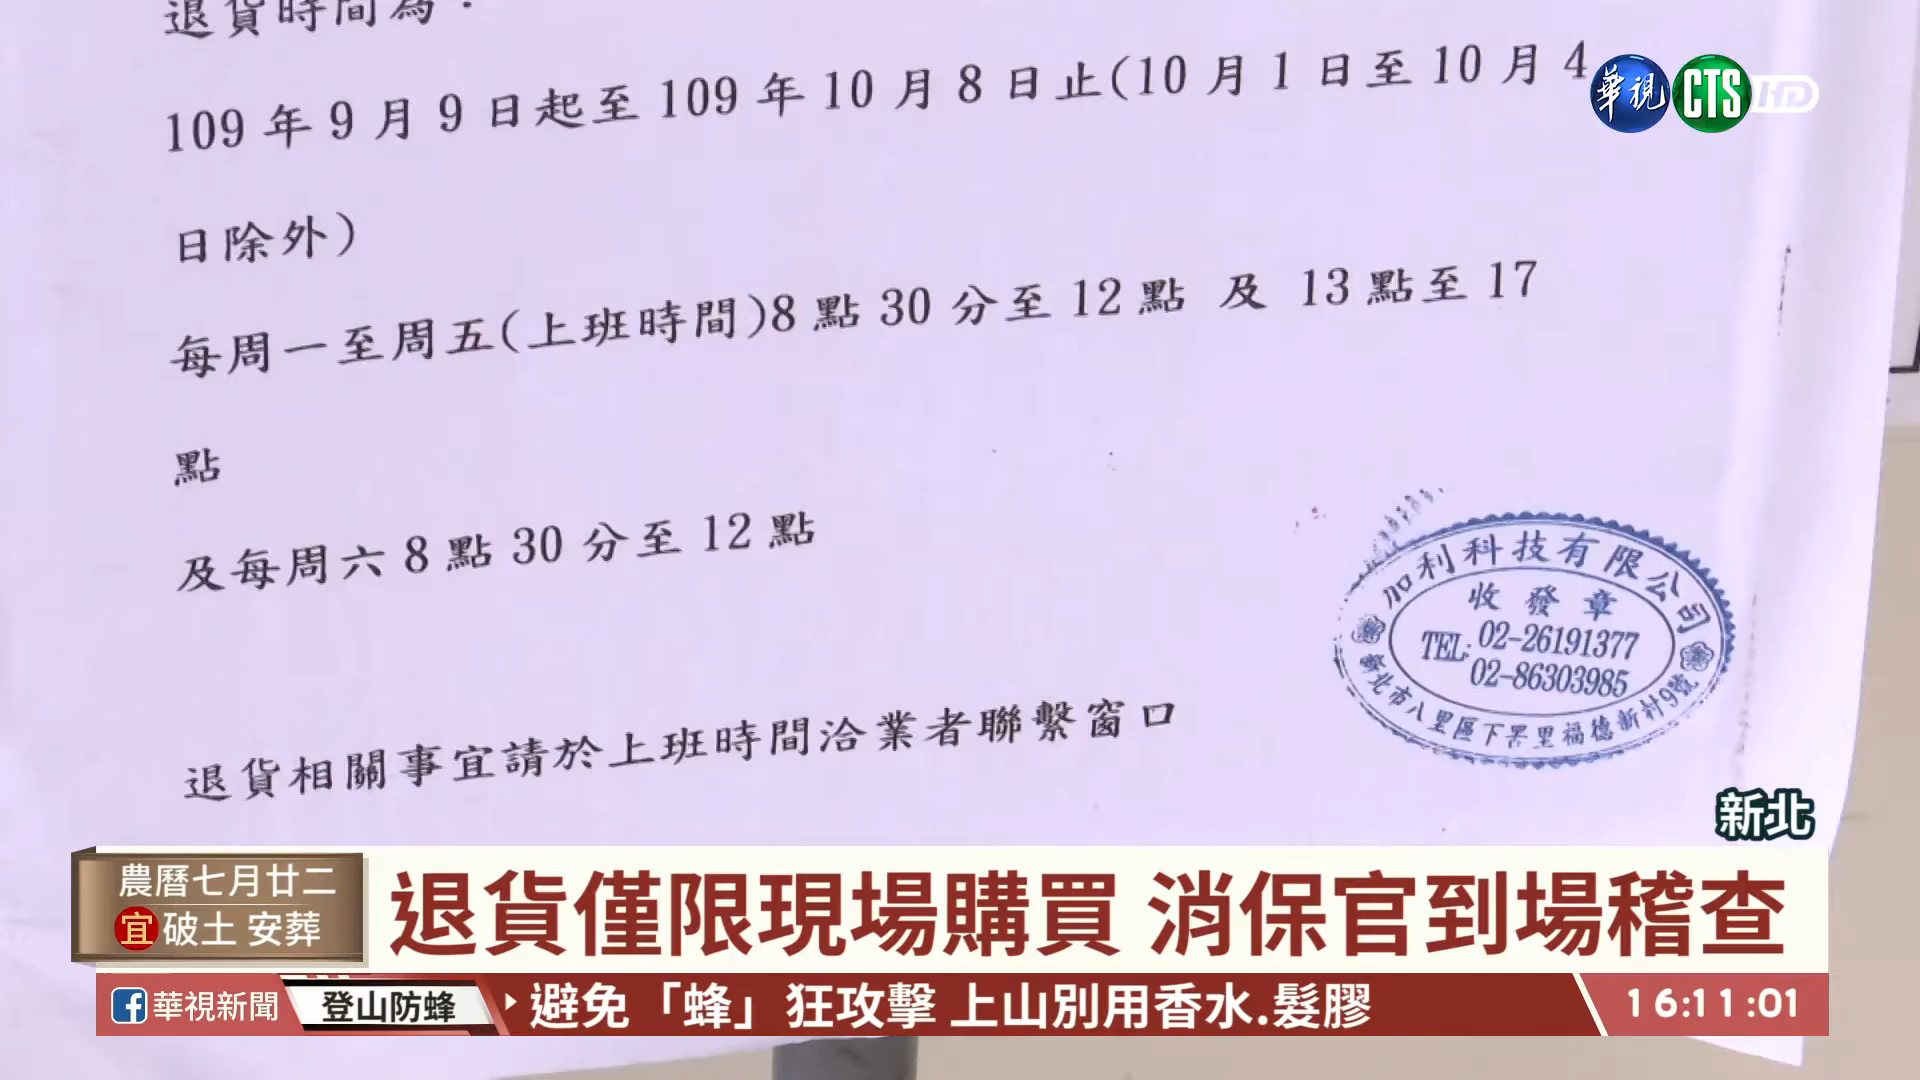 退貨時間為：
109年9月9日起至109年10月8日止(10月1日至10月4
日除外)
每周一至周五(上班時間)8點30分至12點 及 13點至17
點
及每周六8點30分至12點
退貨相關事宜請於上班時間洽業者聯繫窗口
加利科技有限公司
收發章
TEL: 02-26191377
02-86303985
新北市八里區下罟里福德新村9號
華視 CTS HD
新北
農曆七月廿二
宜 破土 安葬
退貨僅限現場購買 消保官到場稽查
華視新聞 登山防蜂 避免「蜂」狂攻擊 上山別用香水.髮膠 16:11:01